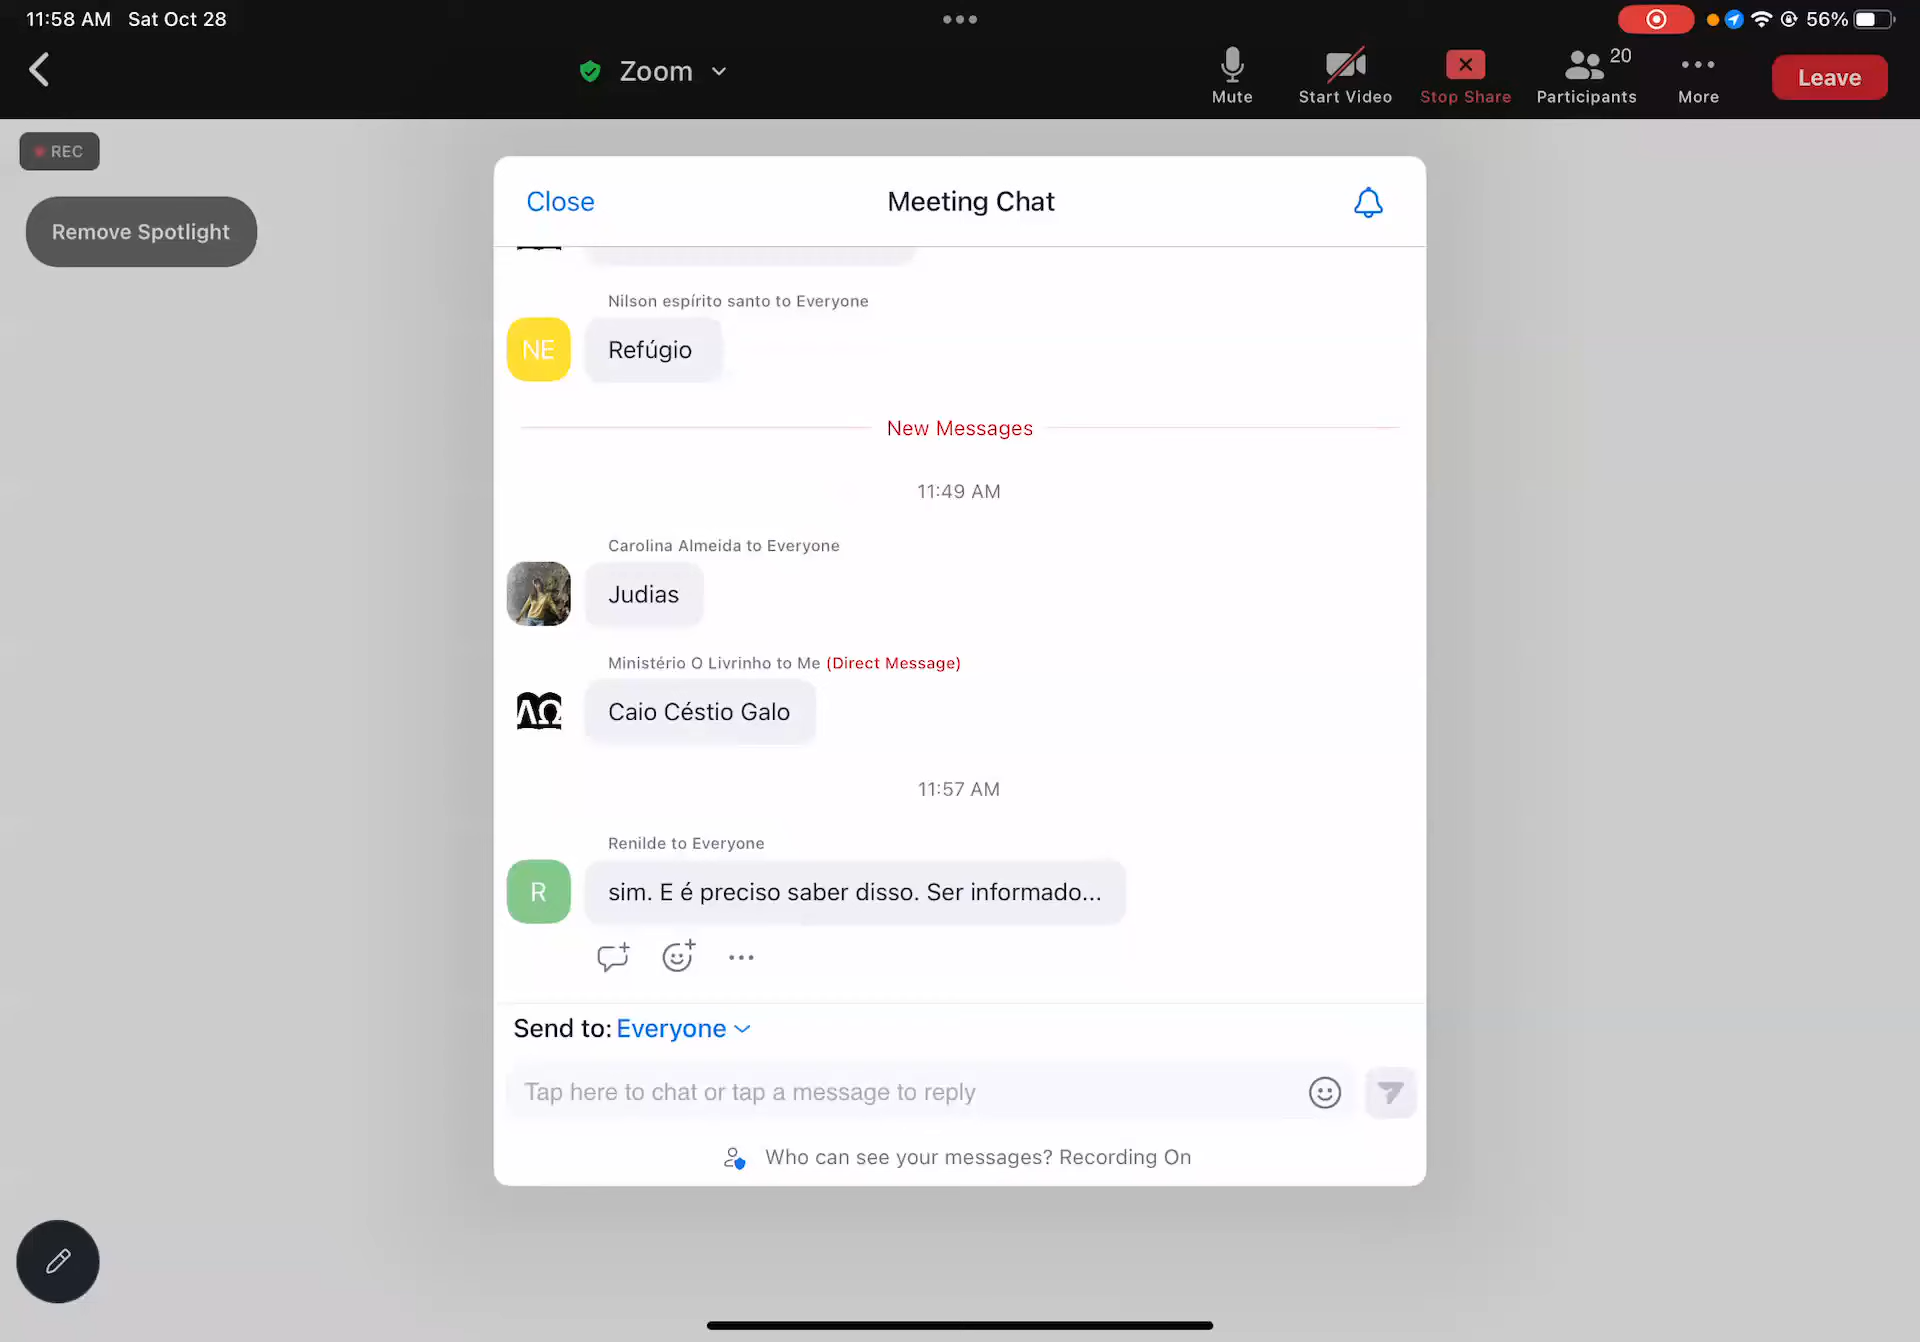 11:58 AM Sat Oct 28
56%
Zoom
Mute
Start Video
Stop Share
Participants
20
More
Leave
REC
Remove Spotlight
Close
Meeting Chat
Nilson espírito santo to Everyone
NE
Refúgio
New Messages
11:49 AM
Carolina Almeida to Everyone
Judias
Ministério O Livrinho to Me (Direct Message)
ΑΩ
Caio Céstio Galo
11:57 AM
Renilde to Everyone
R
sim. E é preciso saber disso. Ser informado...
Send to: Everyone
Tap here to chat or tap a message to reply
Who can see your messages? Recording On